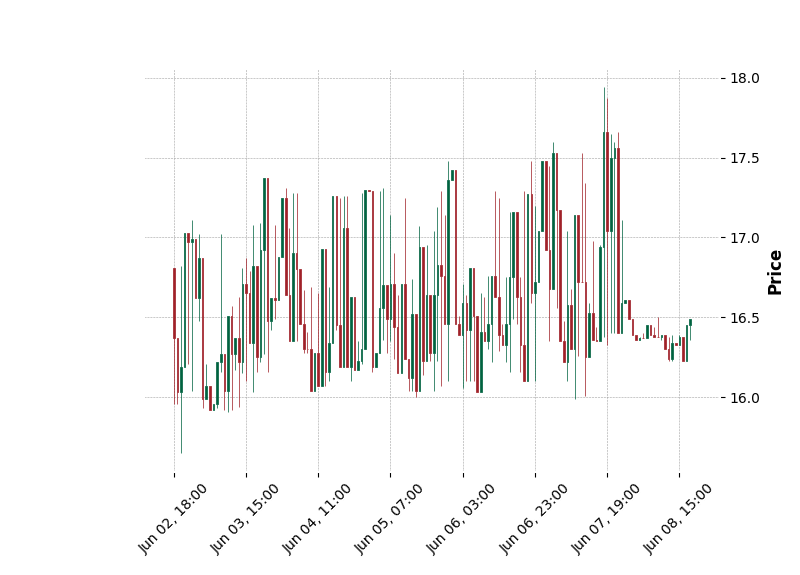 18.0
17.5
17.0
16.5
16.0
Price
Jun 02, 18:00
Jun 03, 15:00
Jun 04, 11:00
Jun 05, 07:00
Jun 06, 03:00
Jun 06, 23:00
Jun 07, 19:00
Jun 08, 15:00